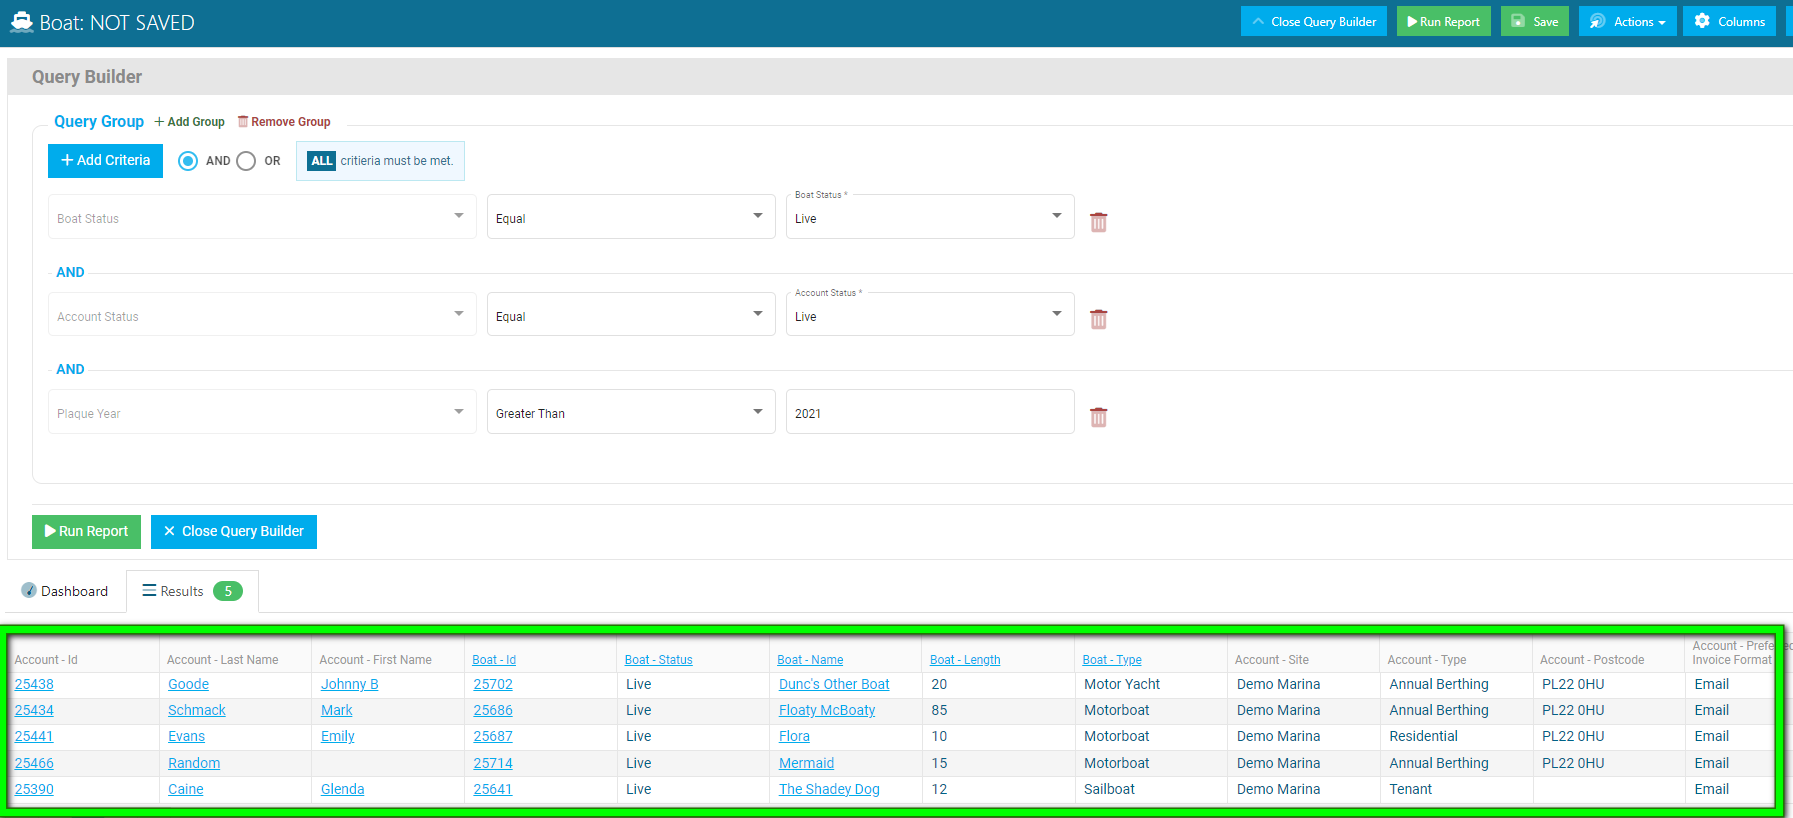 Boat: NOT SAVED
Close Query Builder Run Report Save Actions Columns
Query Builder
Query Group + Add Group Remove Group
+ Add Criteria AND OR ALL critieria must be met.
Boat Status *
Boat Status Equal Live
AND
Account Status *
Account Status Equal Live
AND
Plaque Year Greater Than 2021
Run Report × Close Query Builder
Dashboard Results 5
Account - Id Account - Last Name Account - First Name Boat - Id Boat - Status Boat - Name Boat - Length Boat - Type Account - Site Account - Type Account - Postcode Account - Preferred Invoice Format
25438 Goode Johnny B 25702 Live Dunc's Other Boat 20 Motor Yacht Demo Marina Annual Berthing PL22 0HU Email
25434 Schmack Mark 25686 Live Floaty McBoaty 85 Motorboat Demo Marina Annual Berthing PL22 0HU Email
25441 Evans Emily 25687 Live Flora 10 Motorboat Demo Marina Residential PL22 0HU Email
25466 Random 25714 Live Mermaid 15 Motorboat Demo Marina Annual Berthing PL22 0HU Email
25390 Caine Glenda 25641 Live The Shadey Dog 12 Sailboat Demo Marina Tenant Email